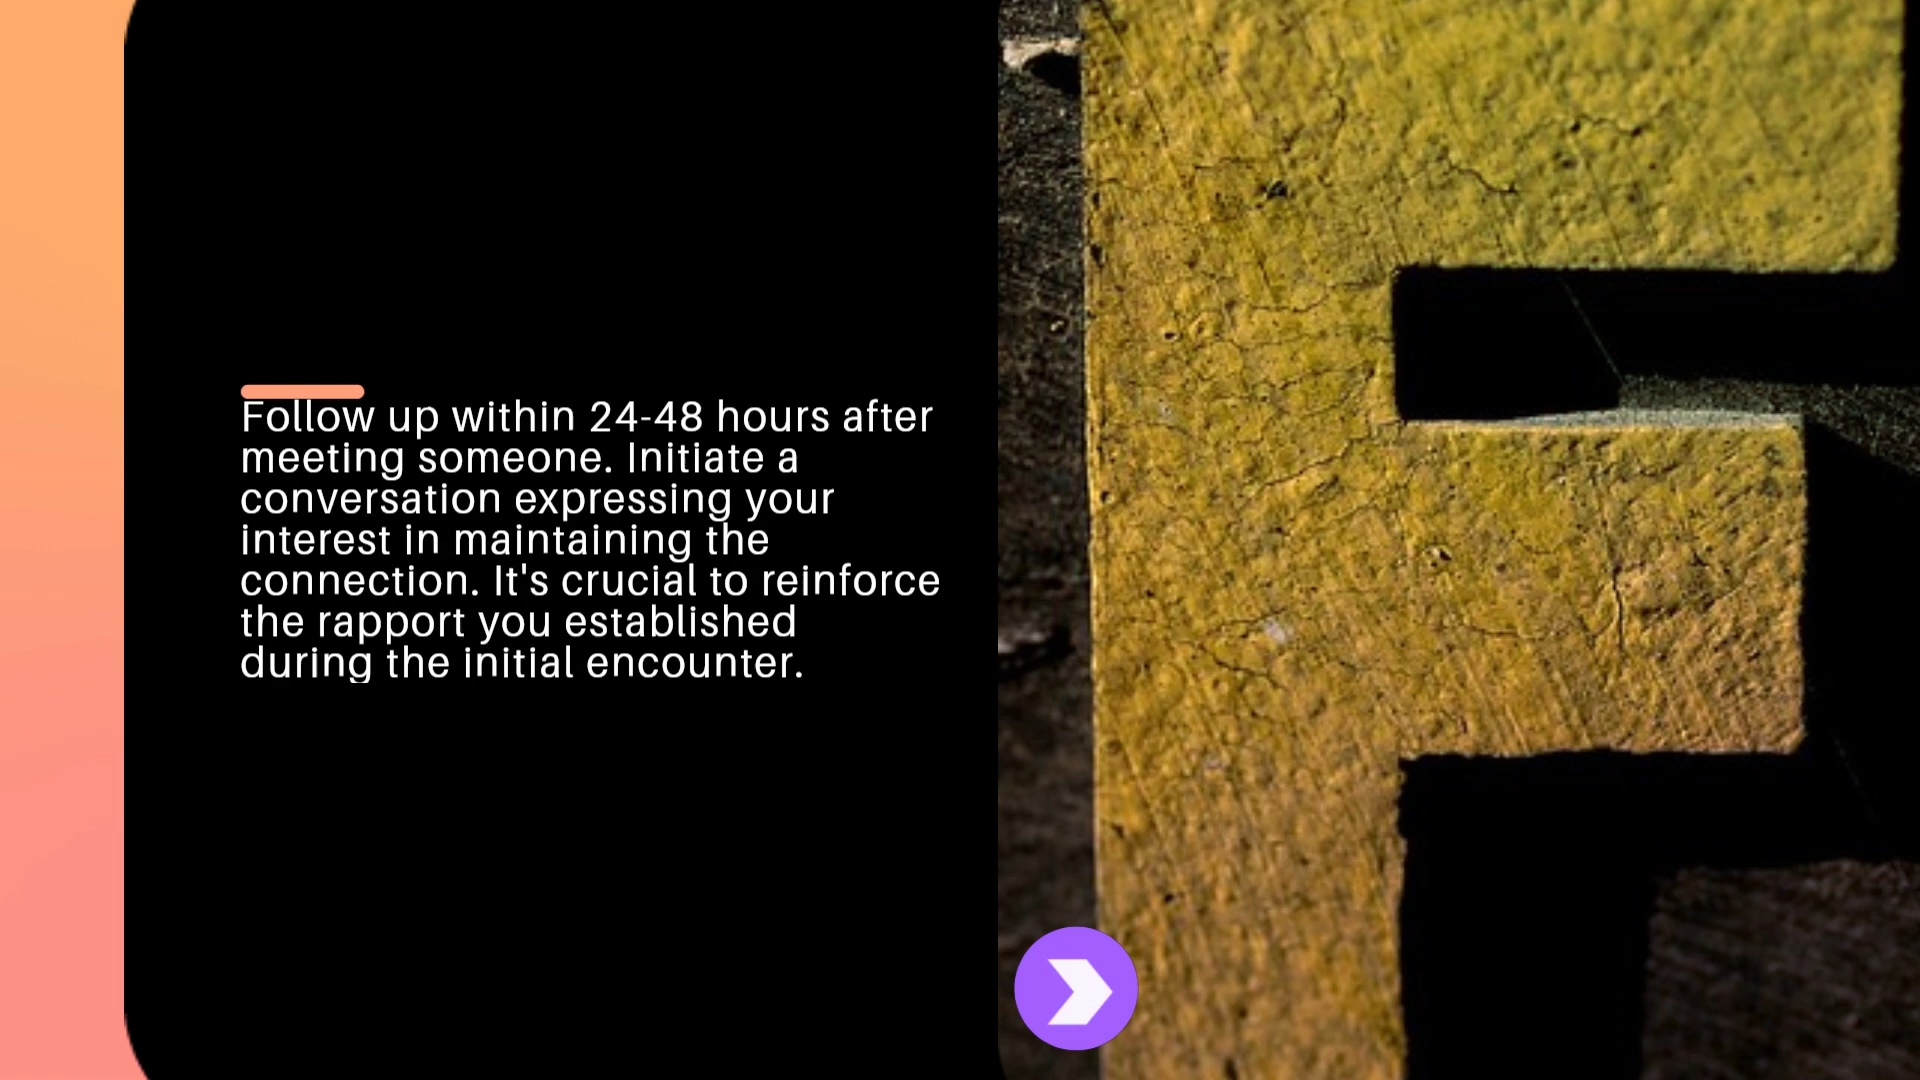 Follow up within 24-48 hours after
meeting someone. Initiate a
conversation expressing your
interest in maintaining the
connection. It's crucial to reinforce
the rapport you established
during the initial encounter.
F